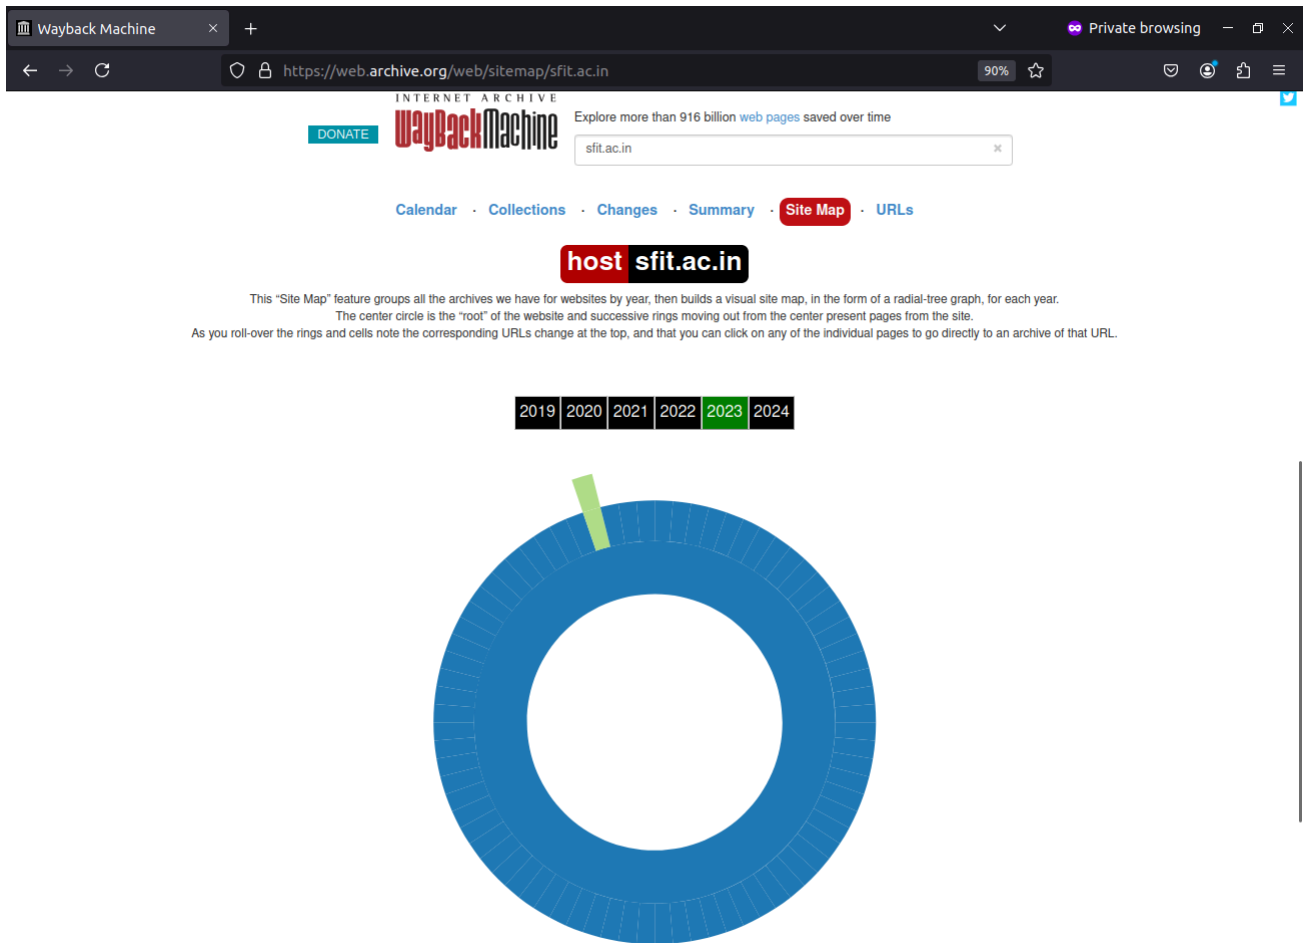 Wayback Machine
Private browsing
https://web.archive.org/web/sitemap/sfit.ac.in
90%
INTERNET ARCHIVE
WayBackMachine
DONATE
Explore more than 916 billion web pages saved over time
sfit.ac.in
Calendar · Collections · Changes · Summary · Site Map · URLs
host sfit.ac.in
This “Site Map” feature groups all the archives we have for websites by year, then builds a visual site map, in the form of a radial-tree graph, for each year.
The center circle is the “root” of the website and successive rings moving out from the center present pages from the site.
As you roll-over the rings and cells note the corresponding URLs change at the top, and that you can click on any of the individual pages to go directly to an archive of that URL.
2019 2020 2021 2022 2023 2024